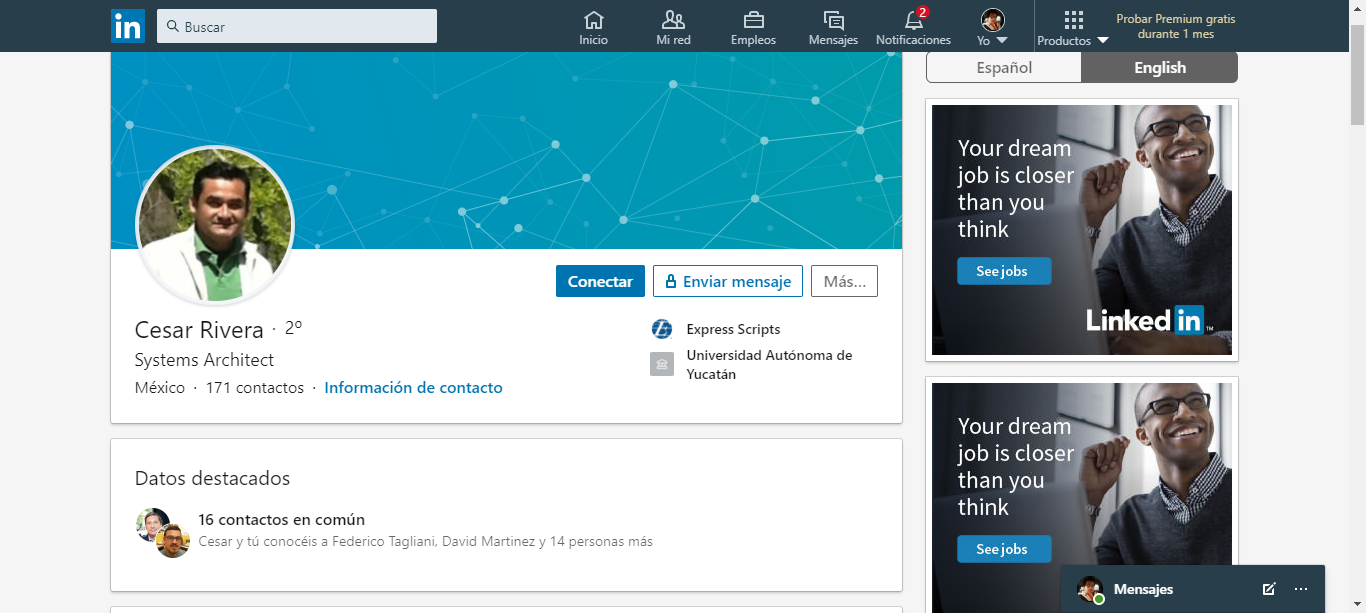 in
Buscar
Inicio
Mi red
Empleos
Mensajes
2
Notificaciones
Yo
Productos
Probar Premium gratis
durante 1 mes
Español
English
Conectar
Enviar mensaje
Más...
Cesar Rivera · 2º
Systems Architect
México · 171 contactos · Información de contacto
Express Scripts
Universidad Autónoma de
Yucatán
Datos destacados
16 contactos en común
Cesar y tú conocéis a Federico Tagliani, David Martinez y 14 personas más
Your dream
job is closer
than you
think
See jobs
Linked in ™
Your dream
job is closer
than you
think
See jobs
Mensajes